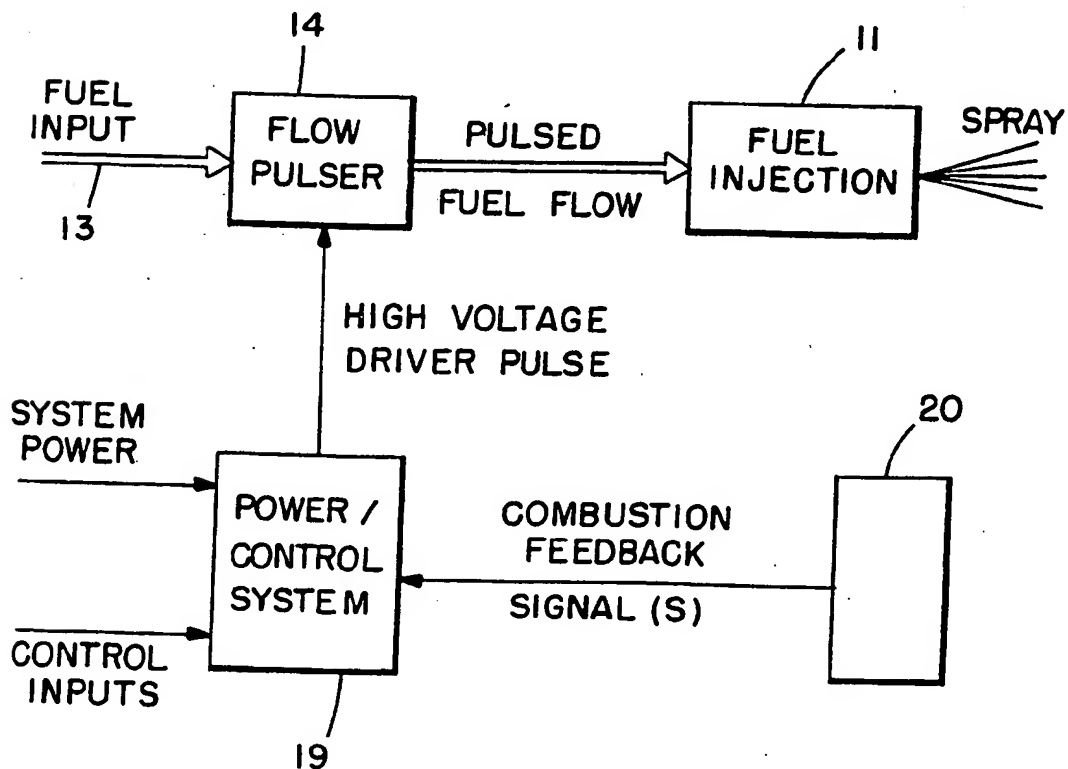 14
11
FUEL
INPUT
FLOW
PULSER
PULSED
FUEL FLOW
FUEL
INJECTION
SPRAY
13
HIGH VOLTAGE
DRIVER PULSE
SYSTEM
POWER
20
POWER /
CONTROL
SYSTEM
COMBUSTION
FEEDBACK
SIGNAL (S)
CONTROL
INPUTS
19